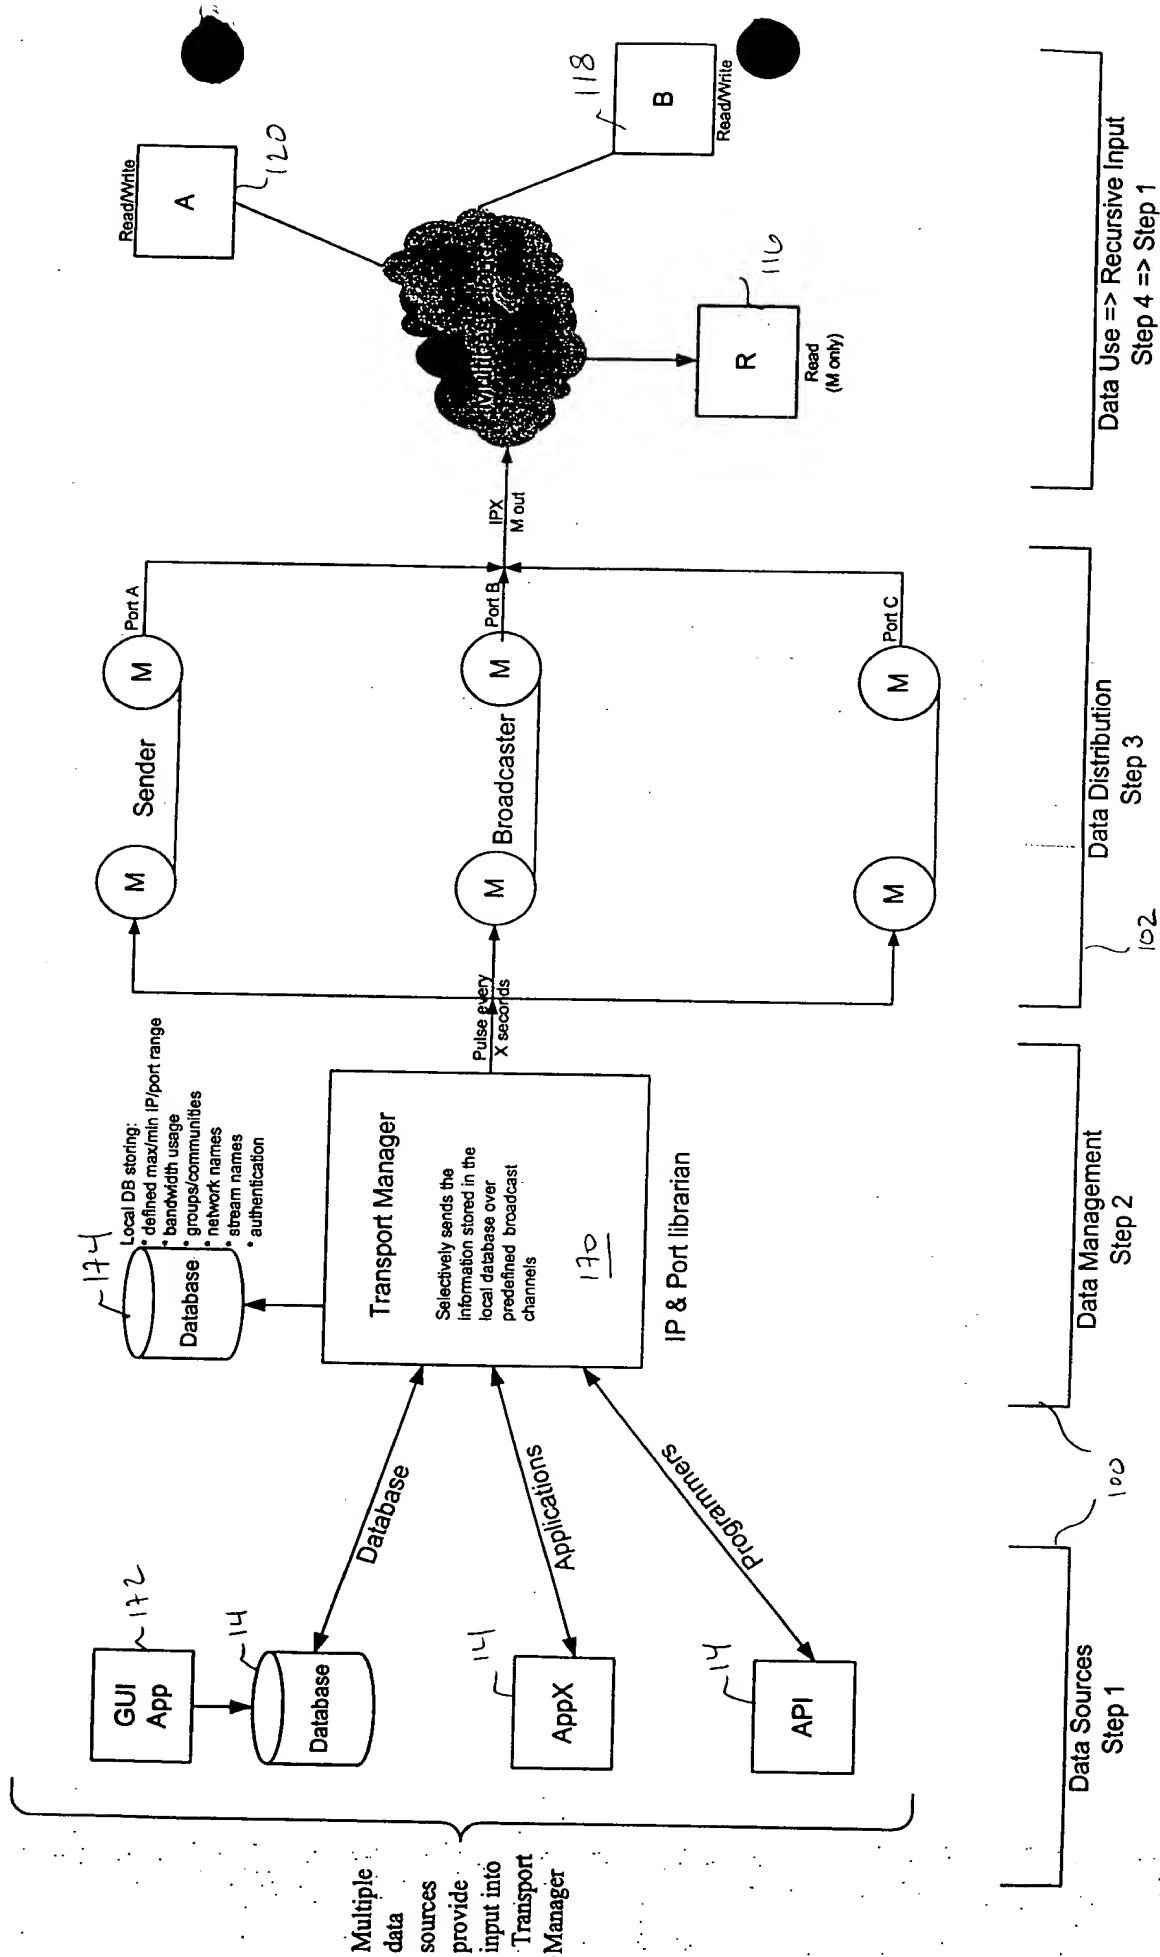 Multiple
data
sources
provide
input into
Transport
Manager
GUI
App
172
Database
14
AppX
14
API
14
Database
Applications
Programmers
Data Sources
Step 1
100
Database
174
Local DB storing:
* defined max/min IP/port range
* bandwidth usage
* groups/communities
* network names
* stream names
* authentication
Transport Manager
Selectively sends the
information stored in the
local database over
predefined broadcast
channels
170
IP & Port librarian
Data Management
Step 2
Pulse every
X seconds
M
Sender
M
Port A
M
Broadcaster
M
Port B
M
M
Port C
Data Distribution
Step 3
102
IPX
M out
Read/Write
A
120
118
B
Read/Write
R
116
Read
(M only)
Data Use => Recursive Input
Step 4 => Step 1